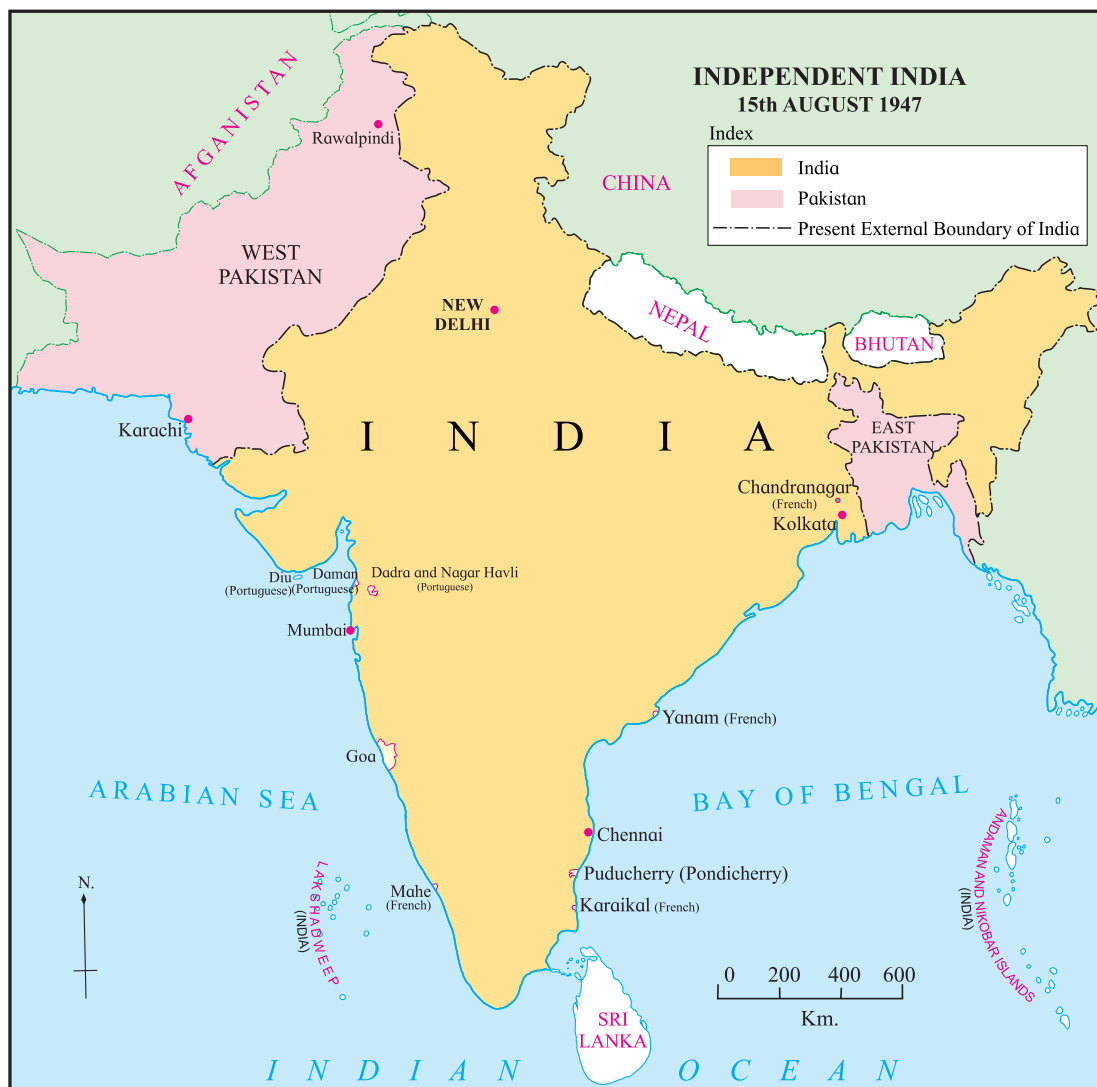 INDEPENDENT INDIA
15th AUGUST 1947
Index
India
Pakistan
Present External Boundary of India
AFGANISTAN
Rawalpindi
CHINA
WEST
PAKISTAN
NEW
DELHI
NEPAL
BHUTAN
Karachi
I N D I A
EAST
PAKISTAN
Chandranagar
(French)
Kolkata
Diu
(Portuguese)
Daman
(Portuguese)
Dadra and Nagar Havli
(Portuguese)
Mumbai
Yanam (French)
Goa
ARABIAN SEA
BAY OF BENGAL
Chennai
Puducherry (Pondicherry)
Mahe
(French)
Karaikal (French)
LAKSHADWEEP
(INDIA)
ANDAMAN AND NIKOBAR ISLANDS
(INDIA)
N.
0 200 400 600
Km.
SRI
LANKA
INDIAN OCEAN